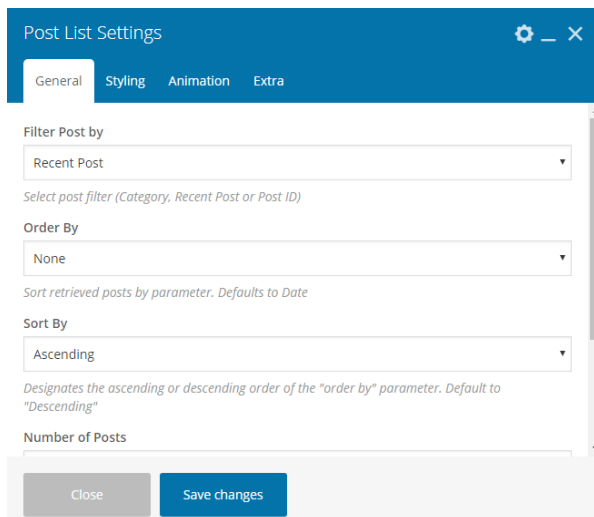 Post List Settings
General Styling Animation Extra
Filter Post by
Recent Post
Select post filter (Category, Recent Post or Post ID)
Order By
None
Sort retrieved posts by parameter. Defaults to Date
Sort By
Ascending
Designates the ascending or descending order of the "order by" parameter. Default to
"Descending"
Number of Posts
Close Save changes